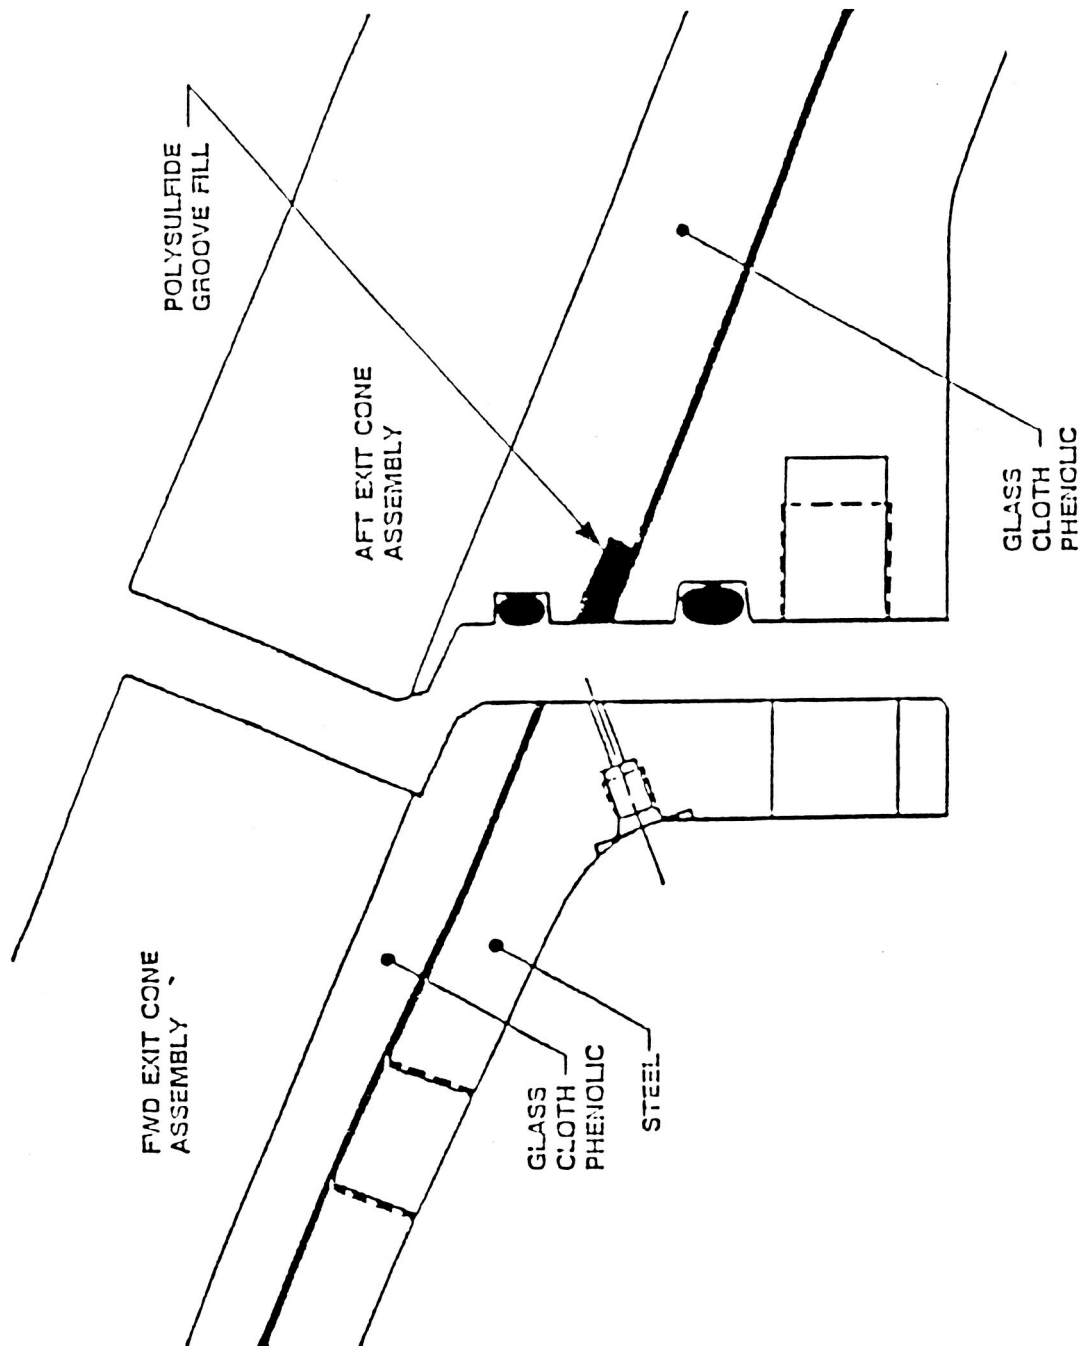 FWD EXIT CONE
ASSEMBLY
POLYSULFIDE
GROOVE FILL
AFT EXIT CONE
ASSEMBLY
GLASS
CLOTH
PHENOLIC
STEEL
GLASS
CLOTH
PHENOLIC